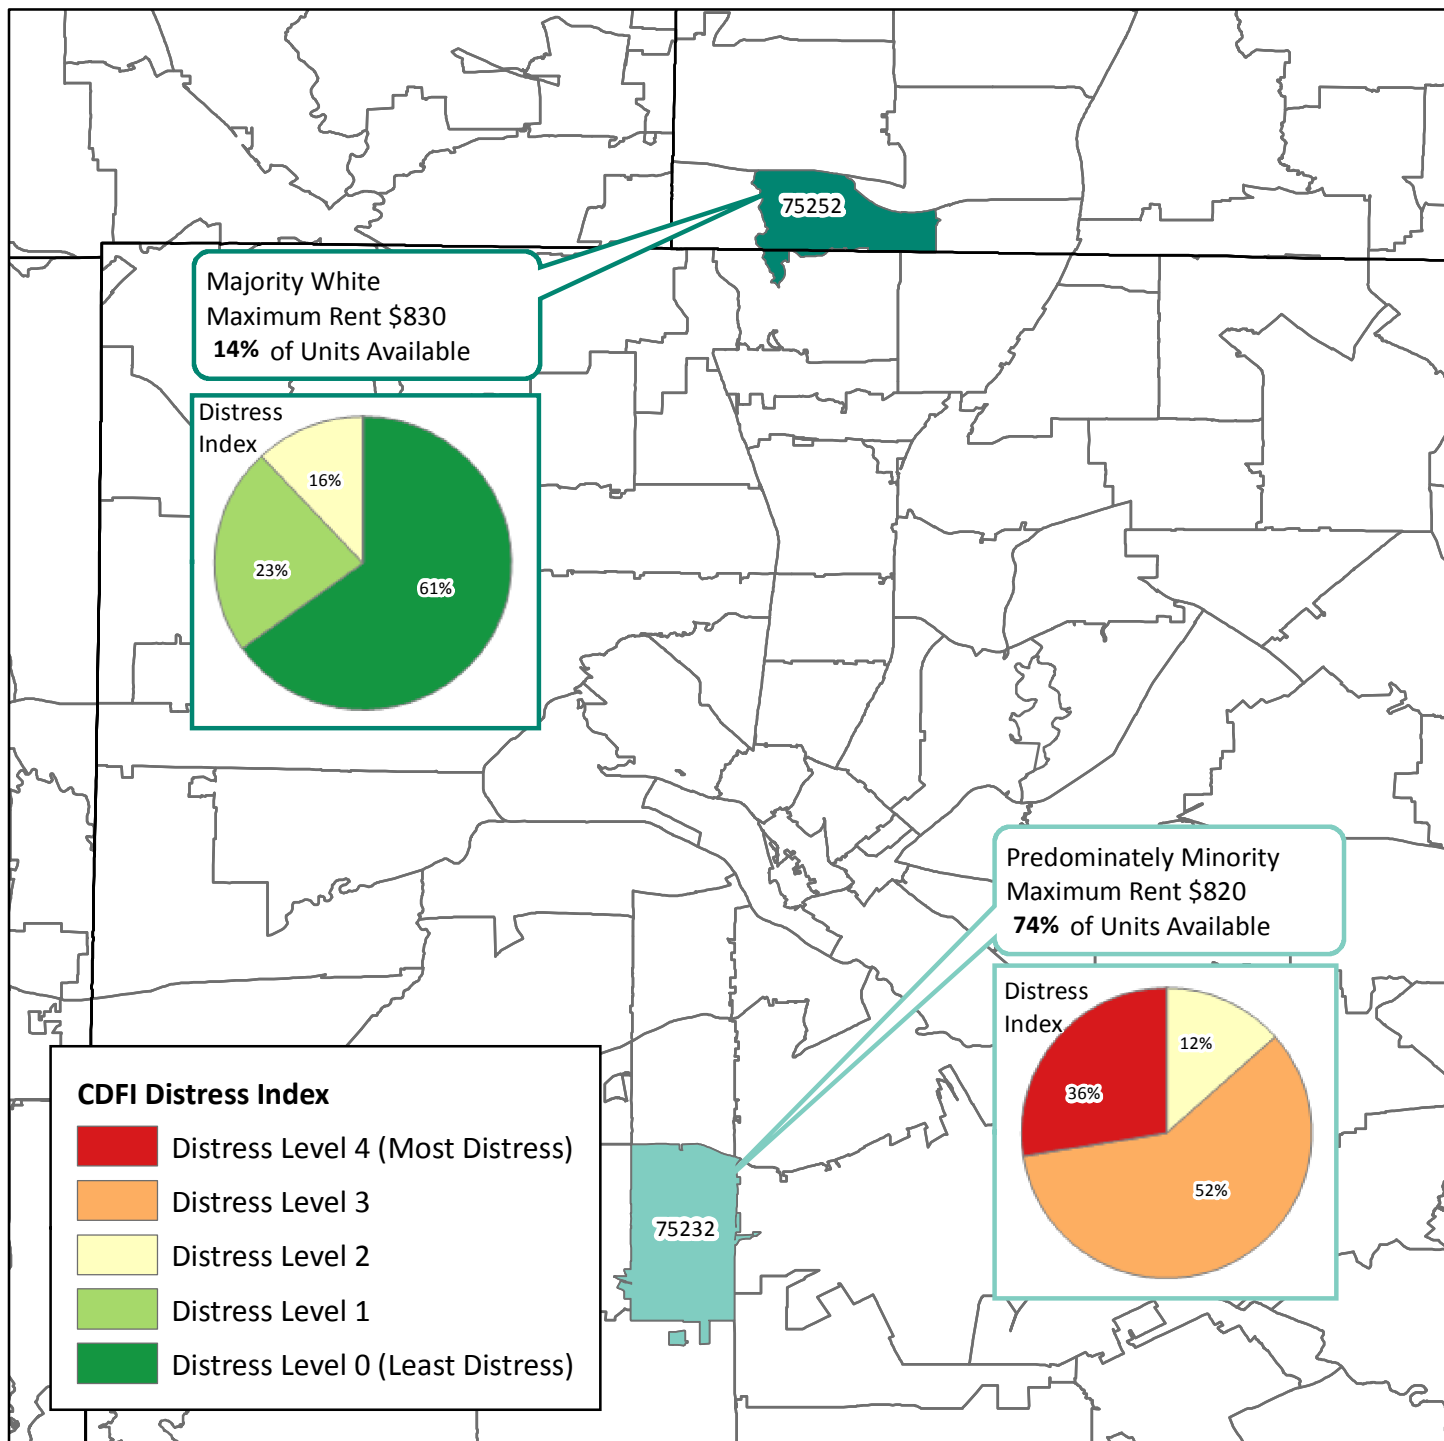 75252
Majority White
Maximum Rent $830
14% of Units Available
Distress
Index
16%
23%
61%
Predominately Minority
Maximum Rent $820
74% of Units Available
Distress
Index
12%
36%
52%
75232
CDFI Distress Index
Distress Level 4 (Most Distress)
Distress Level 3
Distress Level 2
Distress Level 1
Distress Level 0 (Least Distress)